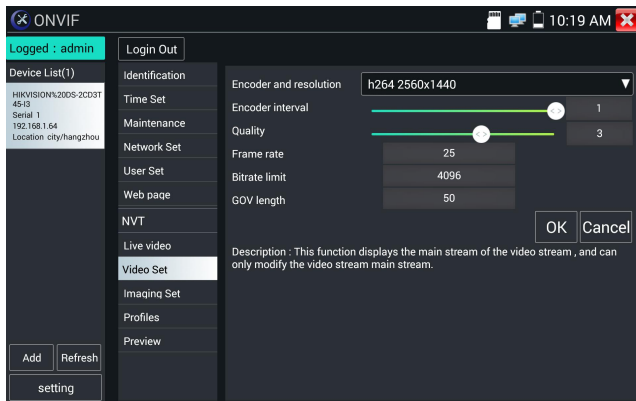 ONVIF
10:19 AM
Logged : admin
Login Out
Device List(1)
HIKVISION%20DS-2CD3T
45-I3
Serial 1
192.168.1.64
Location city/hangzhou
Add
Refresh
setting
Identification
Time Set
Maintenance
Network Set
User Set
Web page
NVT
Live video
Video Set
Imaging Set
Profiles
Preview
Encoder and resolution h264 2560x1440
Encoder interval 1
Quality 3
Frame rate 25
Bitrate limit 4096
GOV length 50
OK Cancel
Description : This function displays the main stream of the video stream , and can
only modify the video stream main stream.